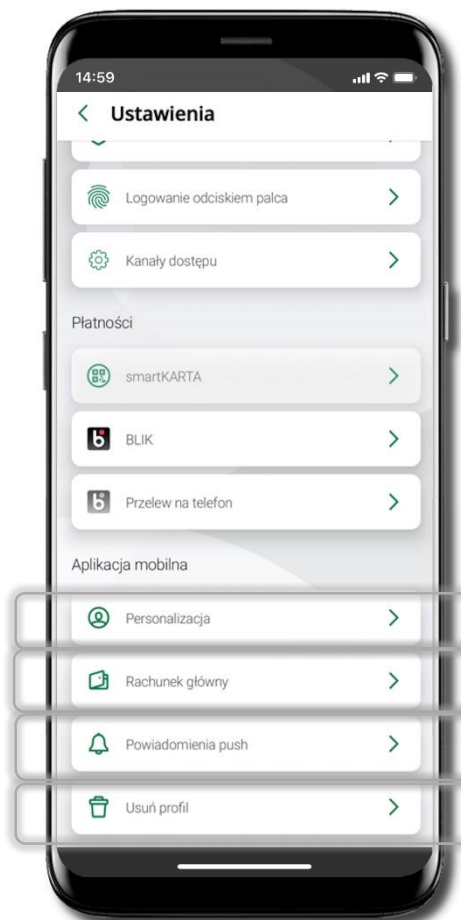 14:59
Ustawienia
Logowanie odciskiem palca
Kanały dostępu
Płatności
smartKARTA
BLIK
Przelew na telefon
Aplikacja mobilna
Personalizacja
Rachunek główny
Powiadomienia push
Usuń profil